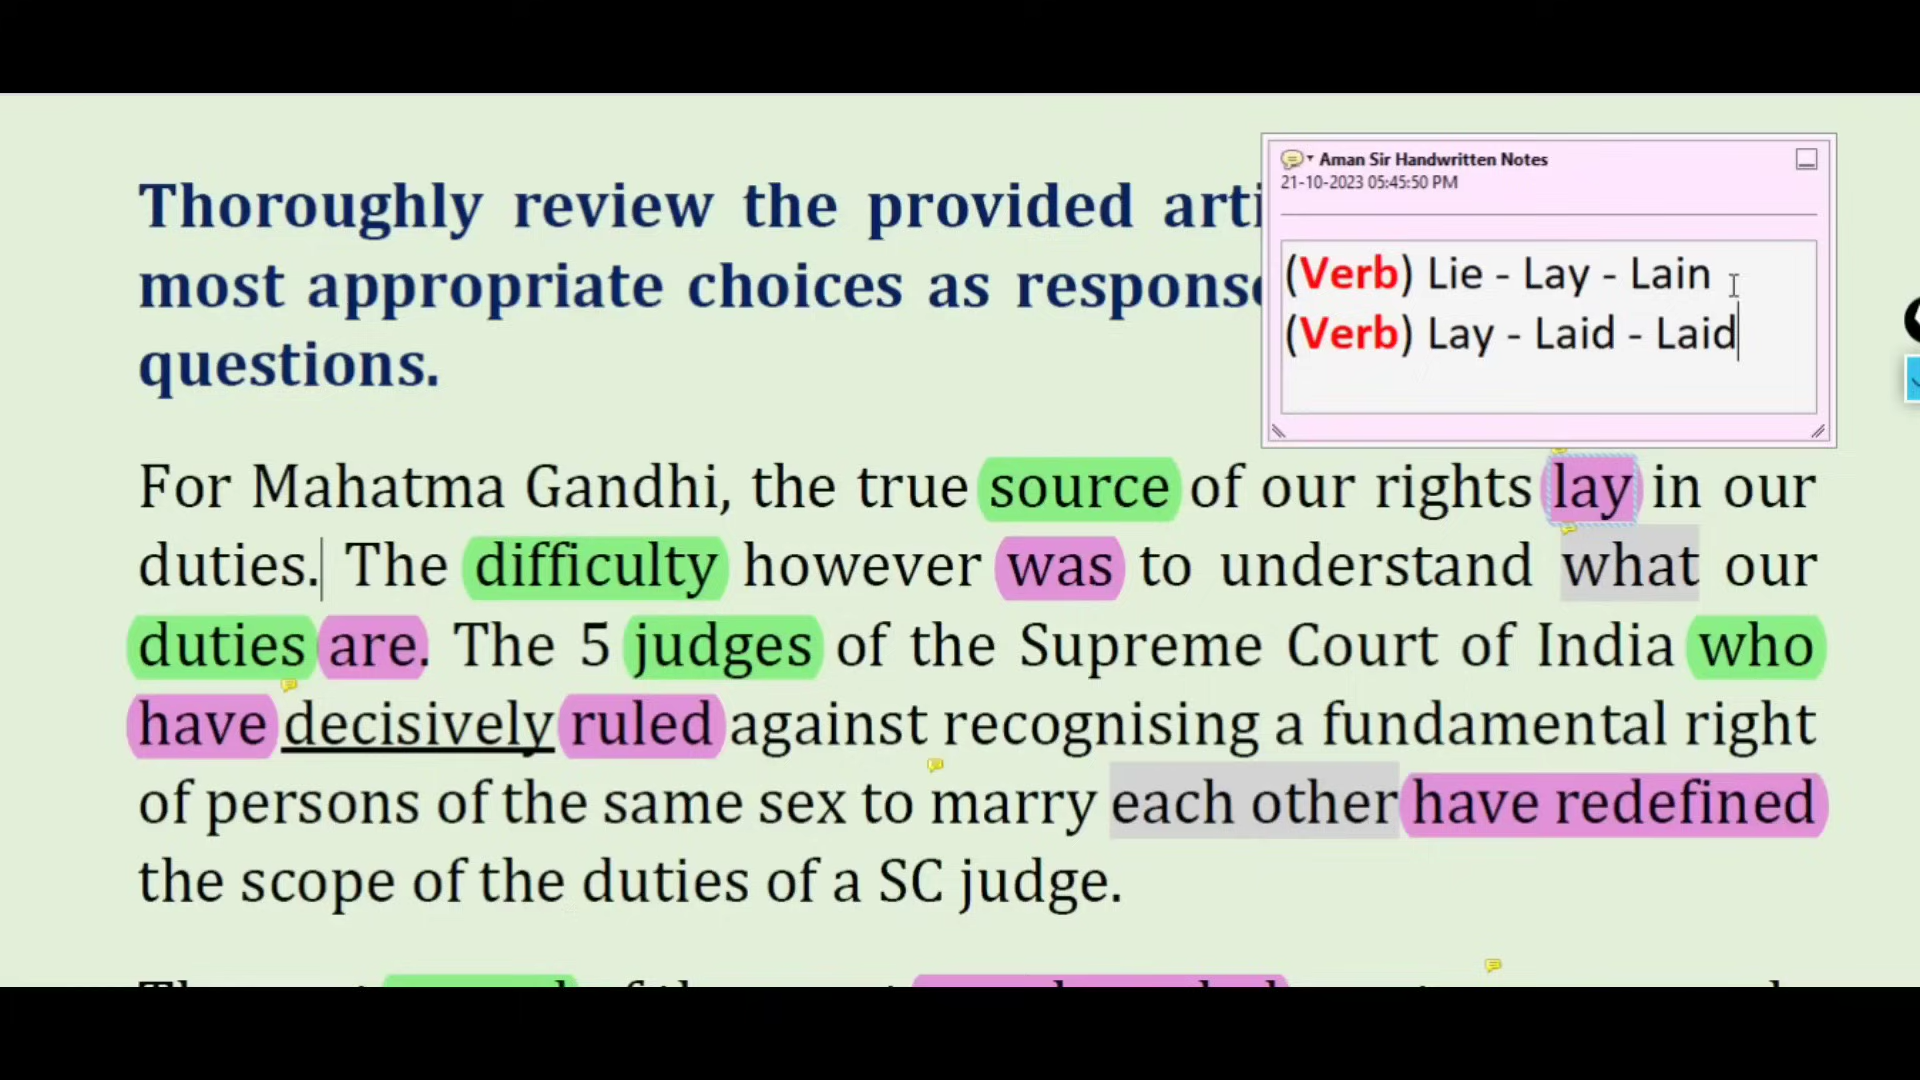 Thoroughly review the provided arti
most appropriate choices as respons
questions.
Aman Sir Handwritten Notes
21-10-2023 05:45:50 PM
(Verb) Lie - Lay - Lain
(Verb) Lay - Laid - Laid
For Mahatma Gandhi, the true source of our rights lay in our
duties. The difficulty however was to understand what our
duties are. The 5 judges of the Supreme Court of India who
have decisively ruled against recognising a fundamental right
of persons of the same sex to marry each other have redefined
the scope of the duties of a SC judge.